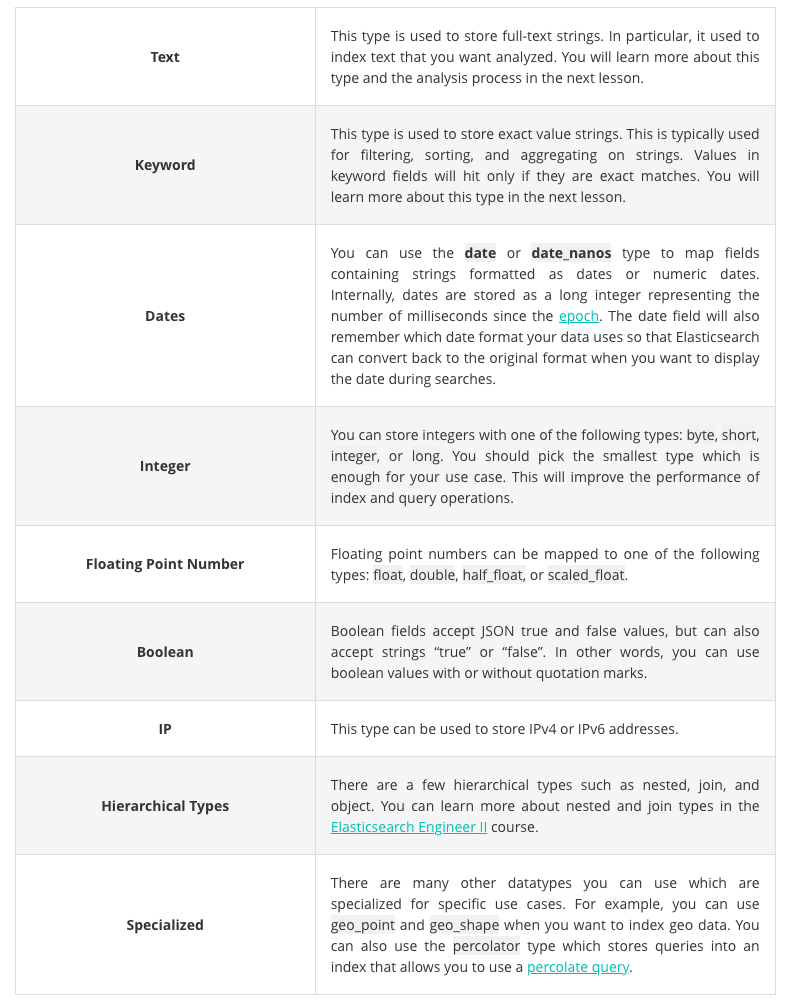 Text
This type is used to store full-text strings. In particular, it used to
index text that you want analyzed. You will learn more about this
type and the analysis process in the next lesson.
Keyword
This type is used to store exact value strings. This is typically used
for filtering, sorting, and aggregating on strings. Values in
keyword fields will hit only if they are exact matches. You will
learn more about this type in the next lesson.
Dates
You can use the date or date_nanos type to map fields
containing strings formatted as dates or numeric dates.
Internally, dates are stored as a long integer representing the
number of milliseconds since the epoch. The date field will also
remember which date format your data uses so that Elasticsearch
can convert back to the original format when you want to display
the date during searches.
Integer
You can store integers with one of the following types: byte, short,
integer, or long. You should pick the smallest type which is
enough for your use case. This will improve the performance of
index and query operations.
Floating Point Number
Floating point numbers can be mapped to one of the following
types: float, double, half_float, or scaled_float.
Boolean
Boolean fields accept JSON true and false values, but can also
accept strings “true” or “false”. In other words, you can use
boolean values with or without quotation marks.
IP
This type can be used to store IPv4 or IPv6 addresses.
Hierarchical Types
There are a few hierarchical types such as nested, join, and
object. You can learn more about nested and join types in the
Elasticsearch Engineer II course.
Specialized
There are many other datatypes you can use which are
specialized for specific use cases. For example, you can use
geo_point and geo_shape when you want to index geo data. You
can also use the percolator type which stores queries into an
index that allows you to use a percolate query.